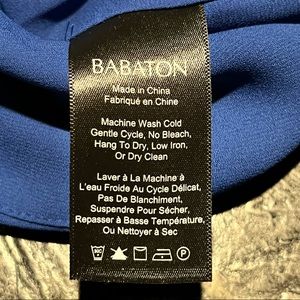 BABATON
Made in China
Fabriqué en Chine
Machine Wash Cold
Gentle Cycle, No Bleach,
Hang To Dry, Low Iron,
Or Dry Clean
Laver à La Machine à
L'eau Froide Au Cycle Délicat,
Pas De Blanchiment,
Suspendre Pour Sécher,
Repasser à Basse Température,
Ou Nettoyer à Sec
P